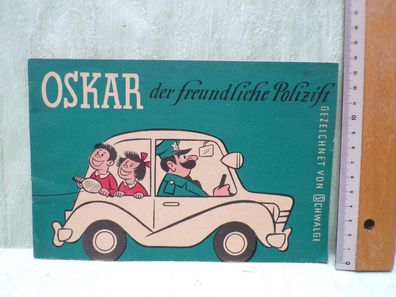 OSKAR der freundliche Polizist
GEZEICHNET VON SCHWALGE